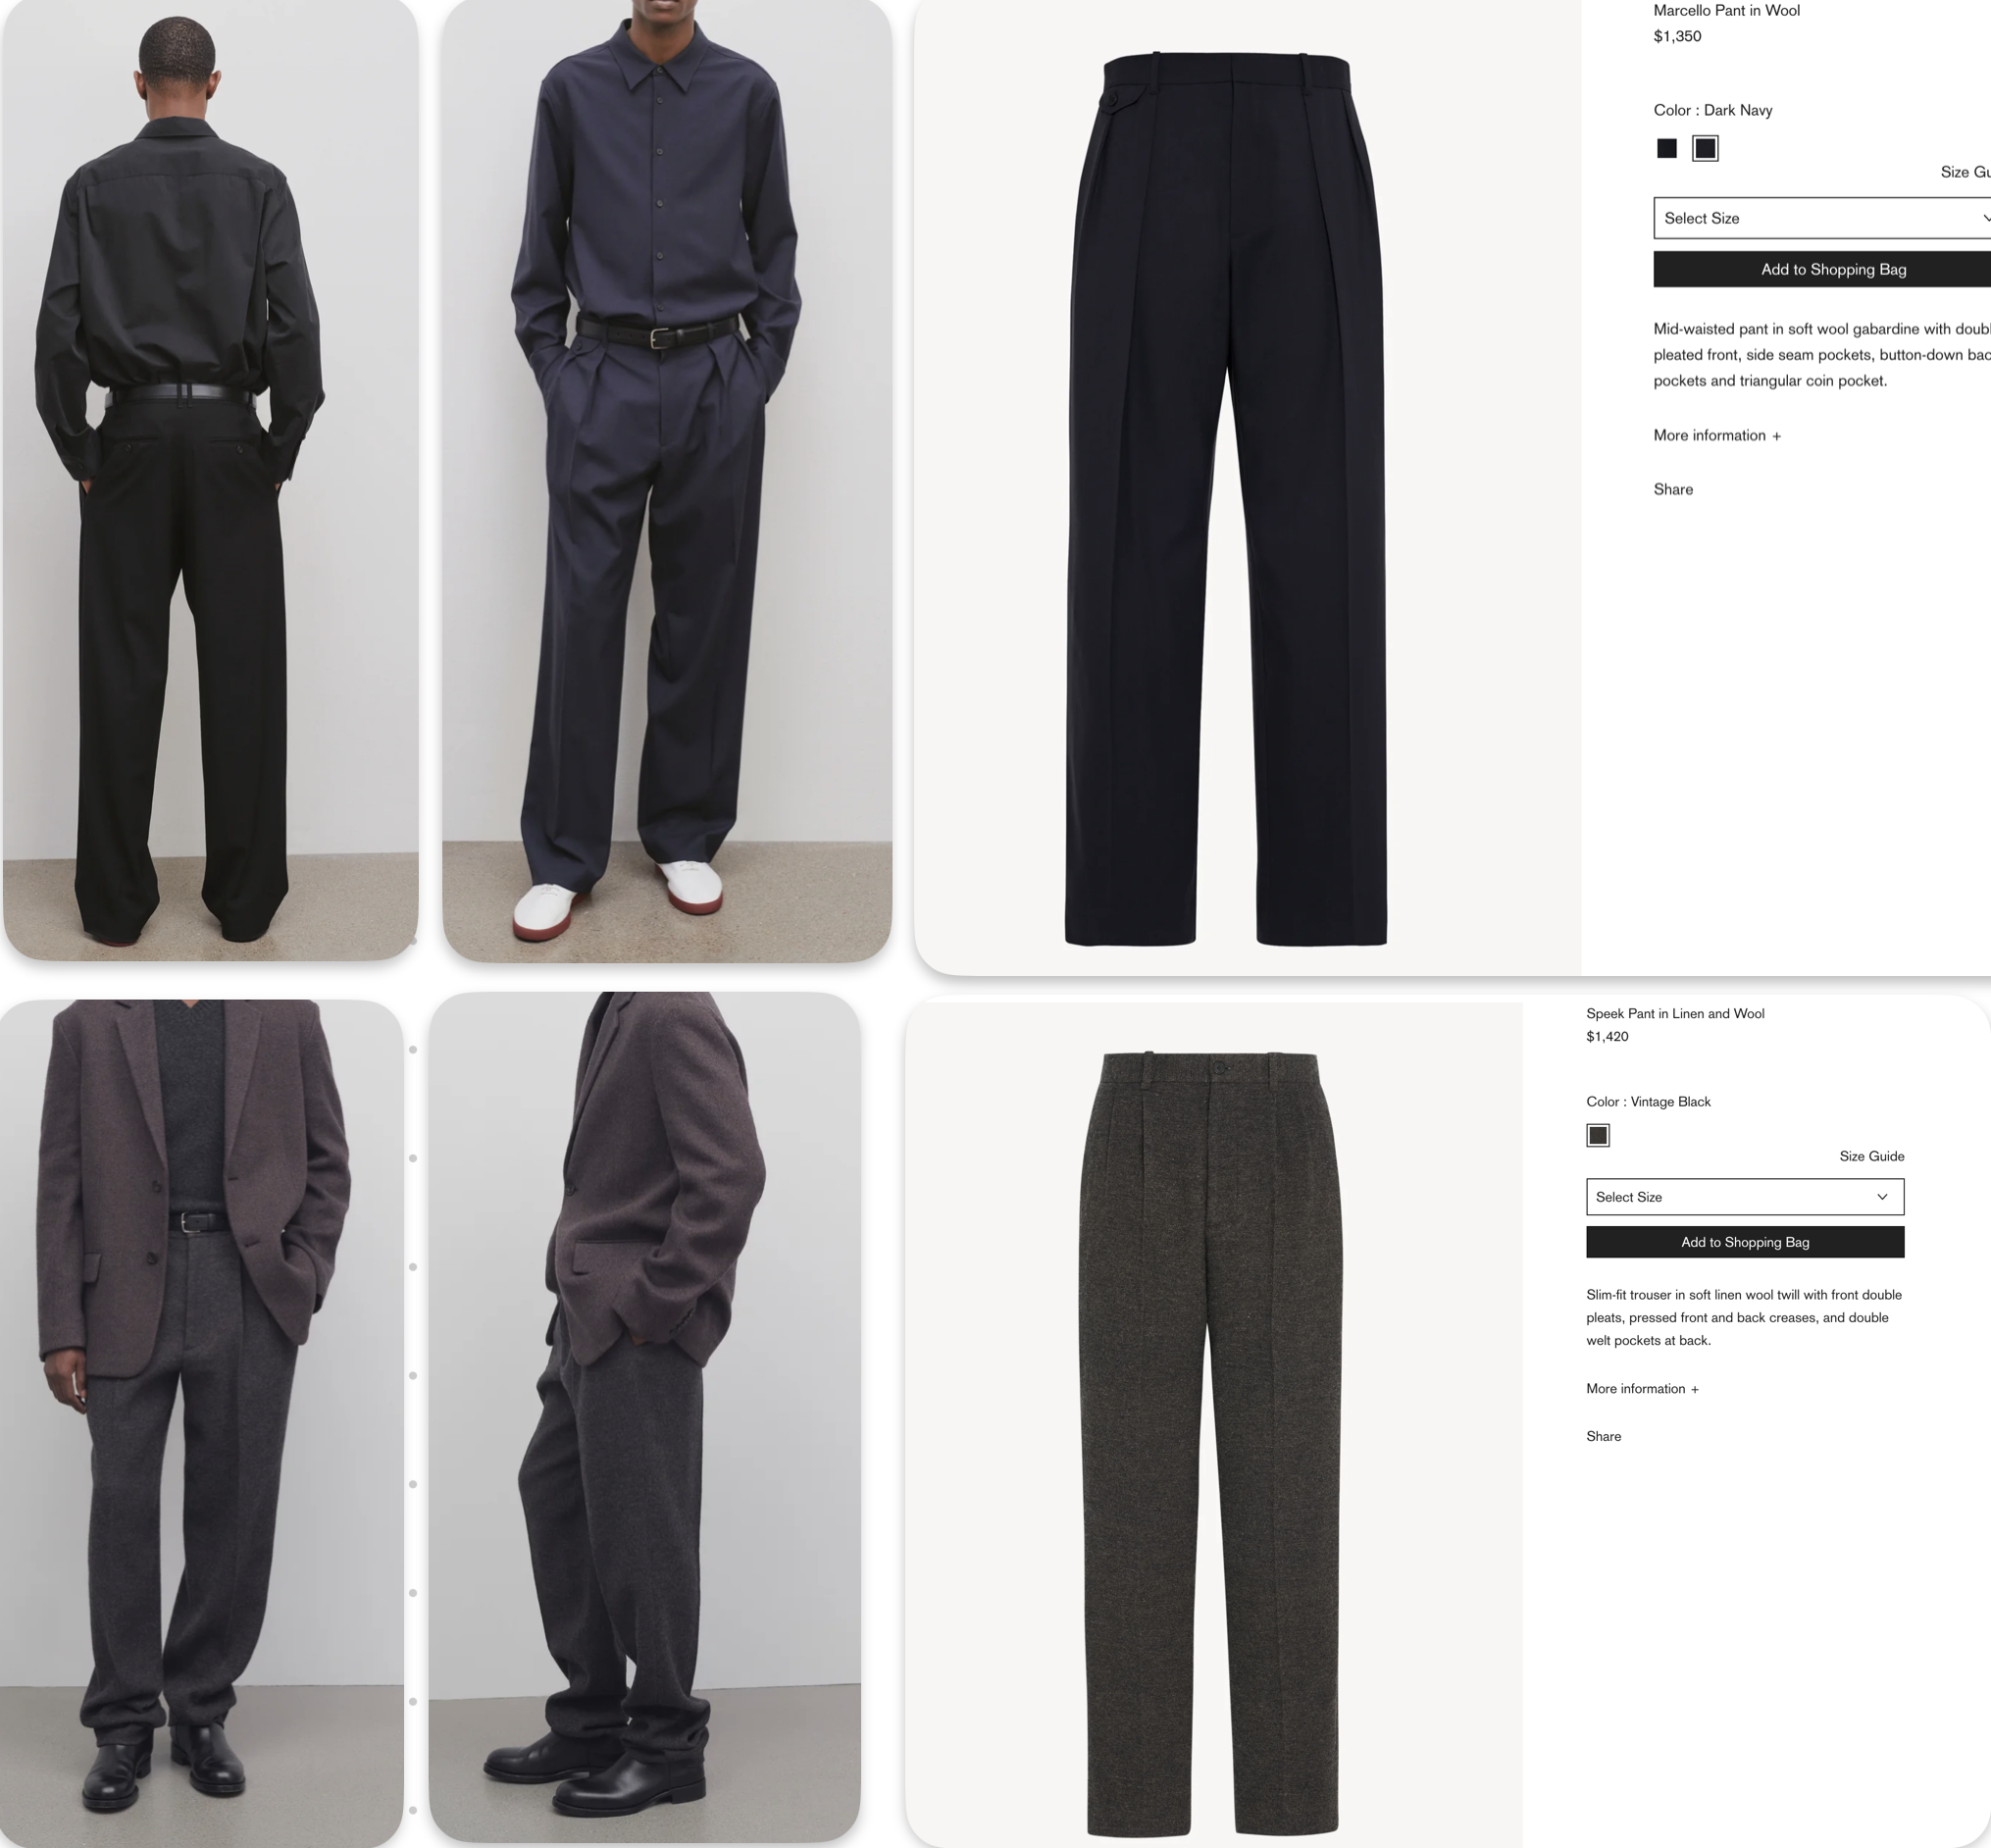 Marcello Pant in Wool
$1,350
Color : Dark Navy
Size
Select Size
Add to Shopping Bag
Mid-waisted pant in soft wool gabardine with
pleated front, side seam pockets, button-down
pockets and triangular coin pocket.
More information +
Share
Speek Pant in Linen and Wool
$1,420
Color : Vintage Black
Size Guide
Select Size
Add to Shopping Bag
Slim-fit trouser in soft linen wool twill with front double
pleats, pressed front and back creases, and double
welt pockets at back.
More information +
Share